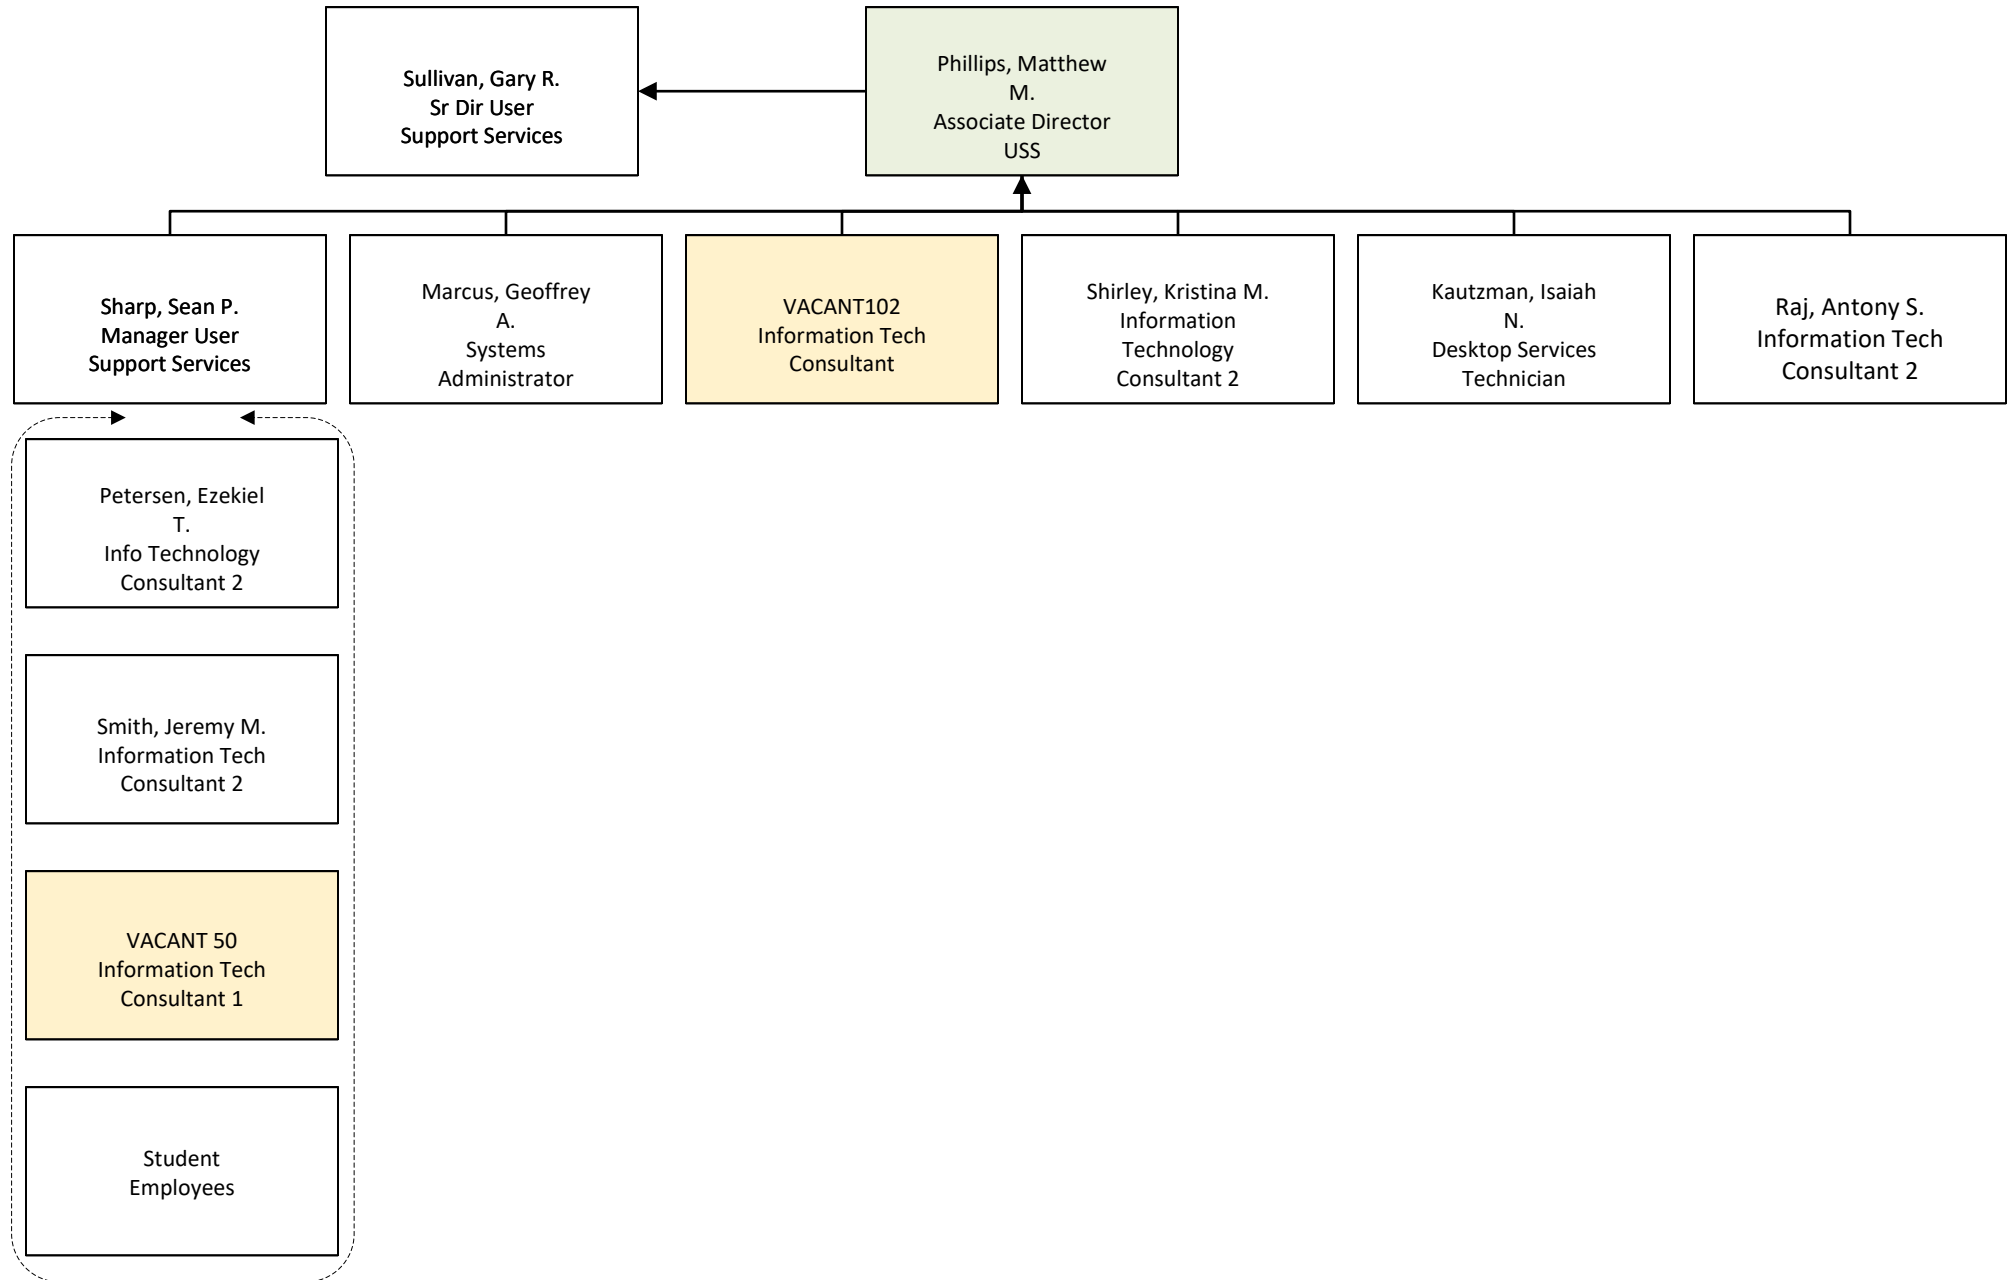 Sullivan, Gary R.
Sr Dir User
Support Services
Phillips, Matthew
M.
Associate Director
USS
Sharp, Sean P.
Manager User
Support Services
Marcus, Geoffrey
A.
Systems
Administrator
VACANT102
Information Tech
Consultant
Shirley, Kristina M.
Information
Technology
Consultant 2
Kautzman, Isaiah
N.
Desktop Services
Technician
Raj, Antony S.
Information Tech
Consultant 2
Petersen, Ezekiel
T.
Info Technology
Consultant 2
Smith, Jeremy M.
Information Tech
Consultant 2
VACANT 50
Information Tech
Consultant 1
Student
Employees